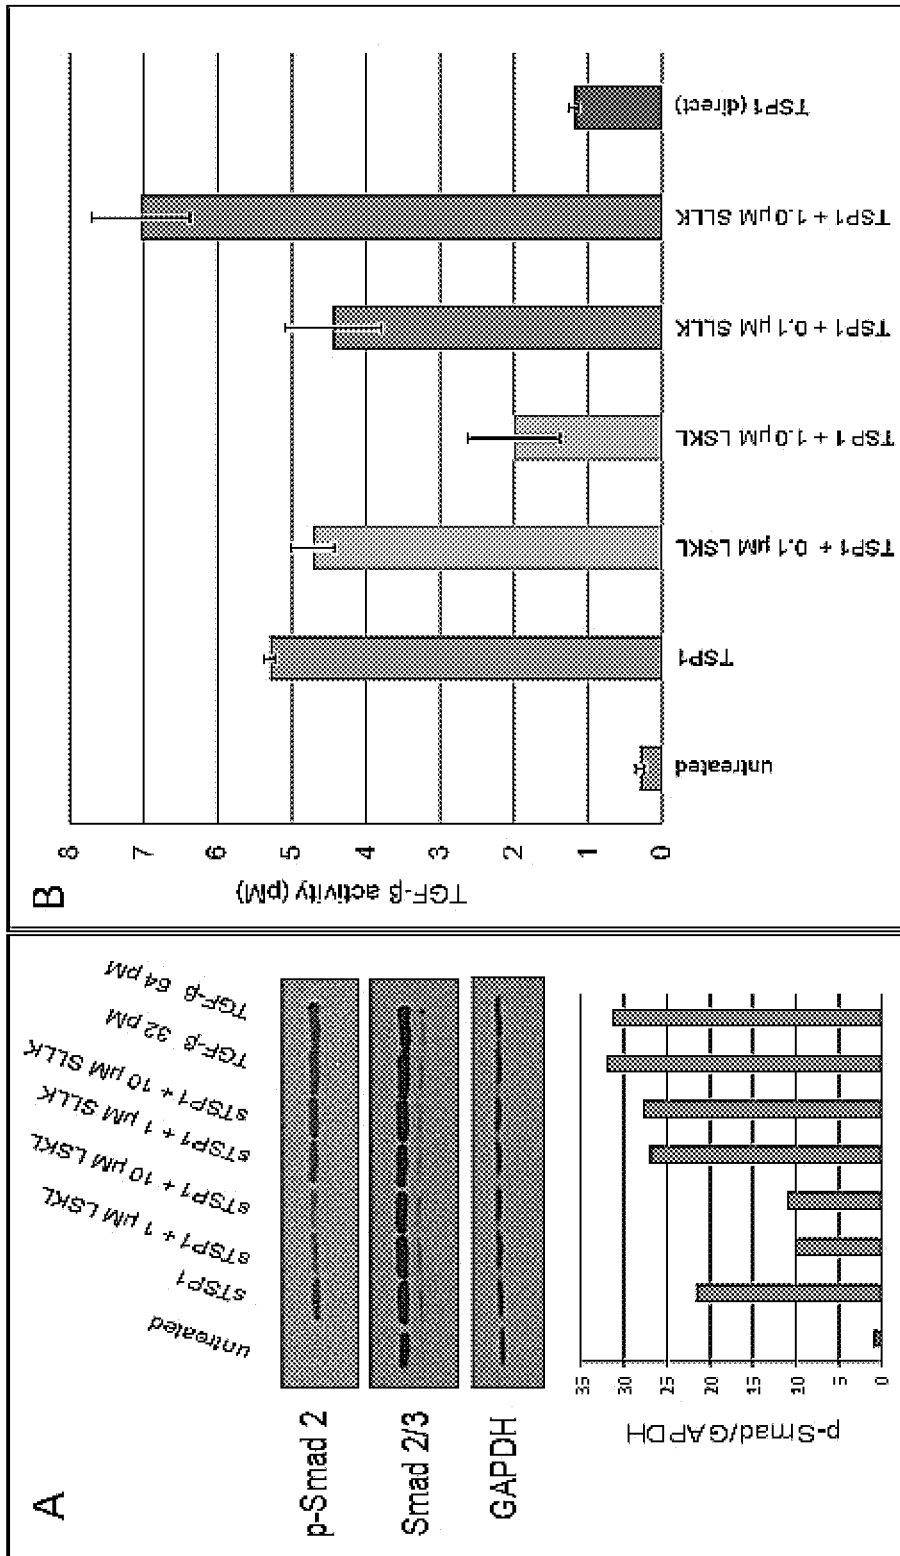 A
untreated
sTSP1
sTSP1 + 1 µM LSKL
sTSP1 + 10 µM LSKL
sTSP1 + 1 µM SLLK
sTSP1 + 10 µM SLLK
TGF-β 32 pM
TGF-β 64 pM
p-Smad 2
Smad 2/3
GAPDH
p-Smad/GAPDH
35
30
25
20
15
10
5
0
B
TGF-β activity (pM)
8
7
6
5
4
3
2
1
0
untreated
TSP1
TSP1 + 0.1 µM LSKL
TSP1 + 1.0 µM LSKL
TSP1 + 0.1 µM SLLK
TSP1 + 1.0 µM SLLK
TSP1 (direct)